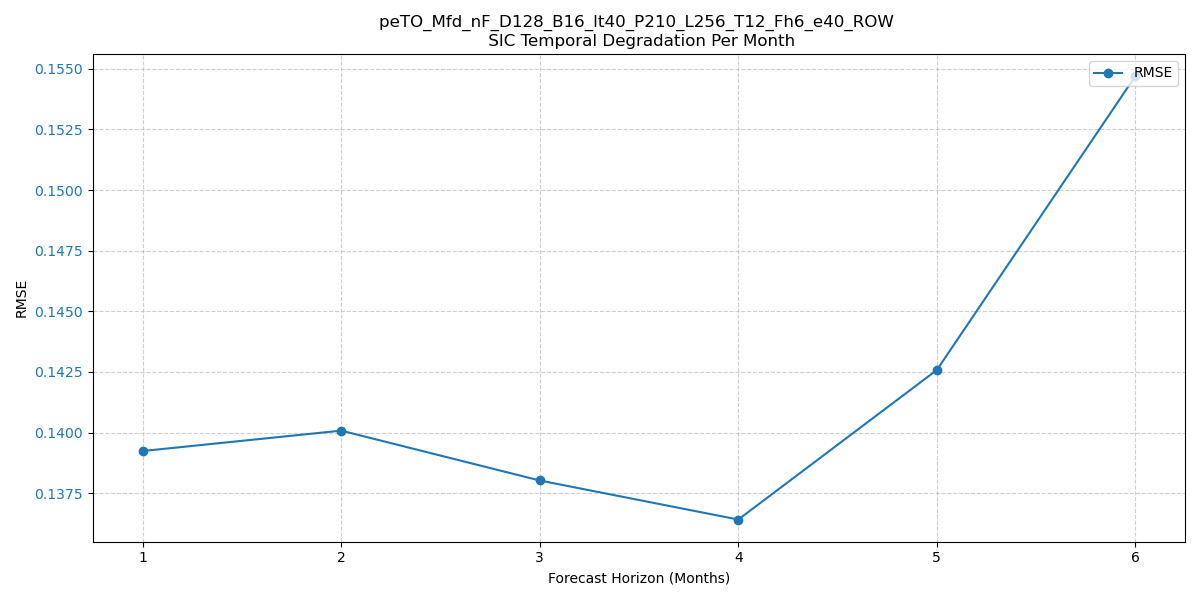 peTO_Mfd_nF_D128_B16_lt40_P210_L256_T12_Fh6_e40_ROW
SIC Temporal Degradation Per Month
RMSE
0.1550
0.1525
0.1500
0.1475
0.1450
0.1425
0.1400
0.1375
RMSE
1 2 3 4 5 6
Forecast Horizon (Months)